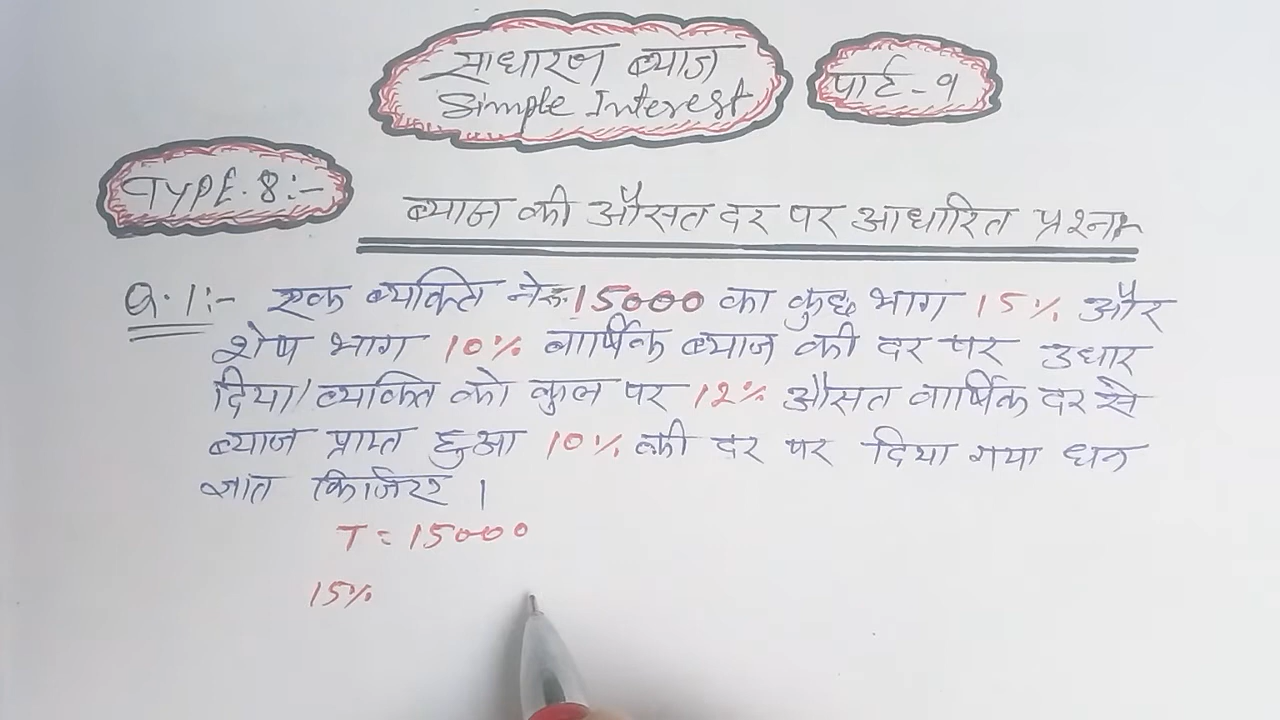 साधारण ब्याज
Simple Interest
पार्ट-9
TYPE.8:-
ब्याज की औसत दर पर आधारित प्रश्न
Q.1:- एक ब्यक्ति ने रू.15000 का कुछ भाग 15% और
शेष भाग 10% वार्षिक ब्याज की दर पर उधार
दिया/व्यक्ति को कुल पर 12% औसत वार्षिक दर से
ब्याज प्राप्त हुआ 10% की दर पर दिया गया धन
ज्ञात किजिए ।
T = 15000
15%